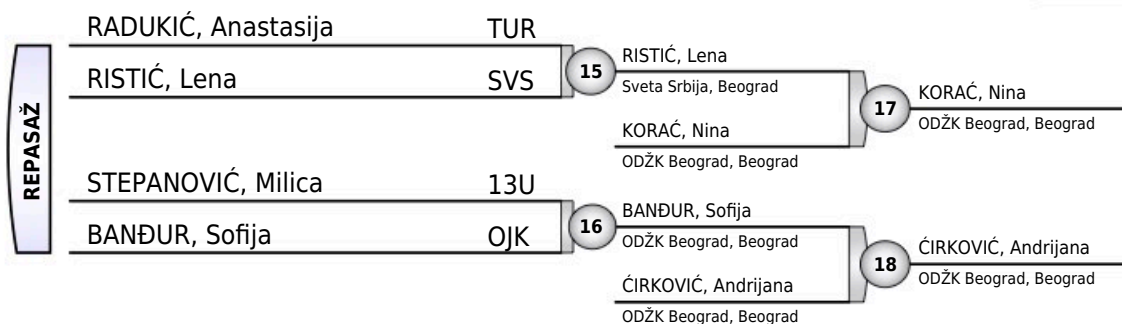 REPASAŽ
RADUKIĆ, Anastasija TUR
RISTIĆ, Lena SVS
15
RISTIĆ, Lena
Sveta Srbija, Beograd
KORAĆ, Nina
ODŽK Beograd, Beograd
17
KORAĆ, Nina
ODŽK Beograd, Beograd
STEPANOVIĆ, Milica 13U
BANĐUR, Sofija OJK
16
BANĐUR, Sofija
ODŽK Beograd, Beograd
ĆIRKOVIĆ, Andrijana
ODŽK Beograd, Beograd
18
ĆIRKOVIĆ, Andrijana
ODŽK Beograd, Beograd